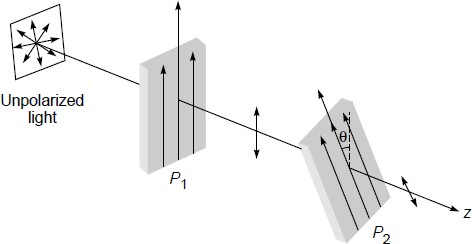 Unpolarized
light
P1
θ
P2
z